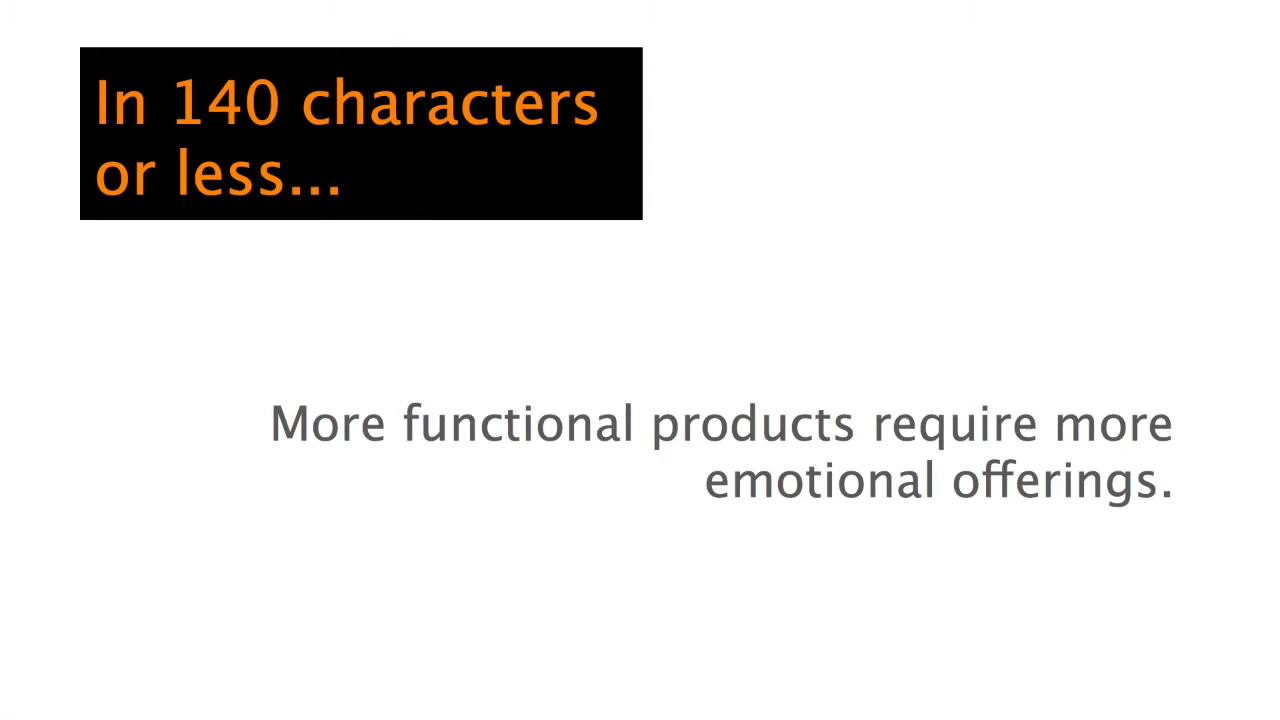 In 140 characters
or less...
More functional products require more
emotional offerings.